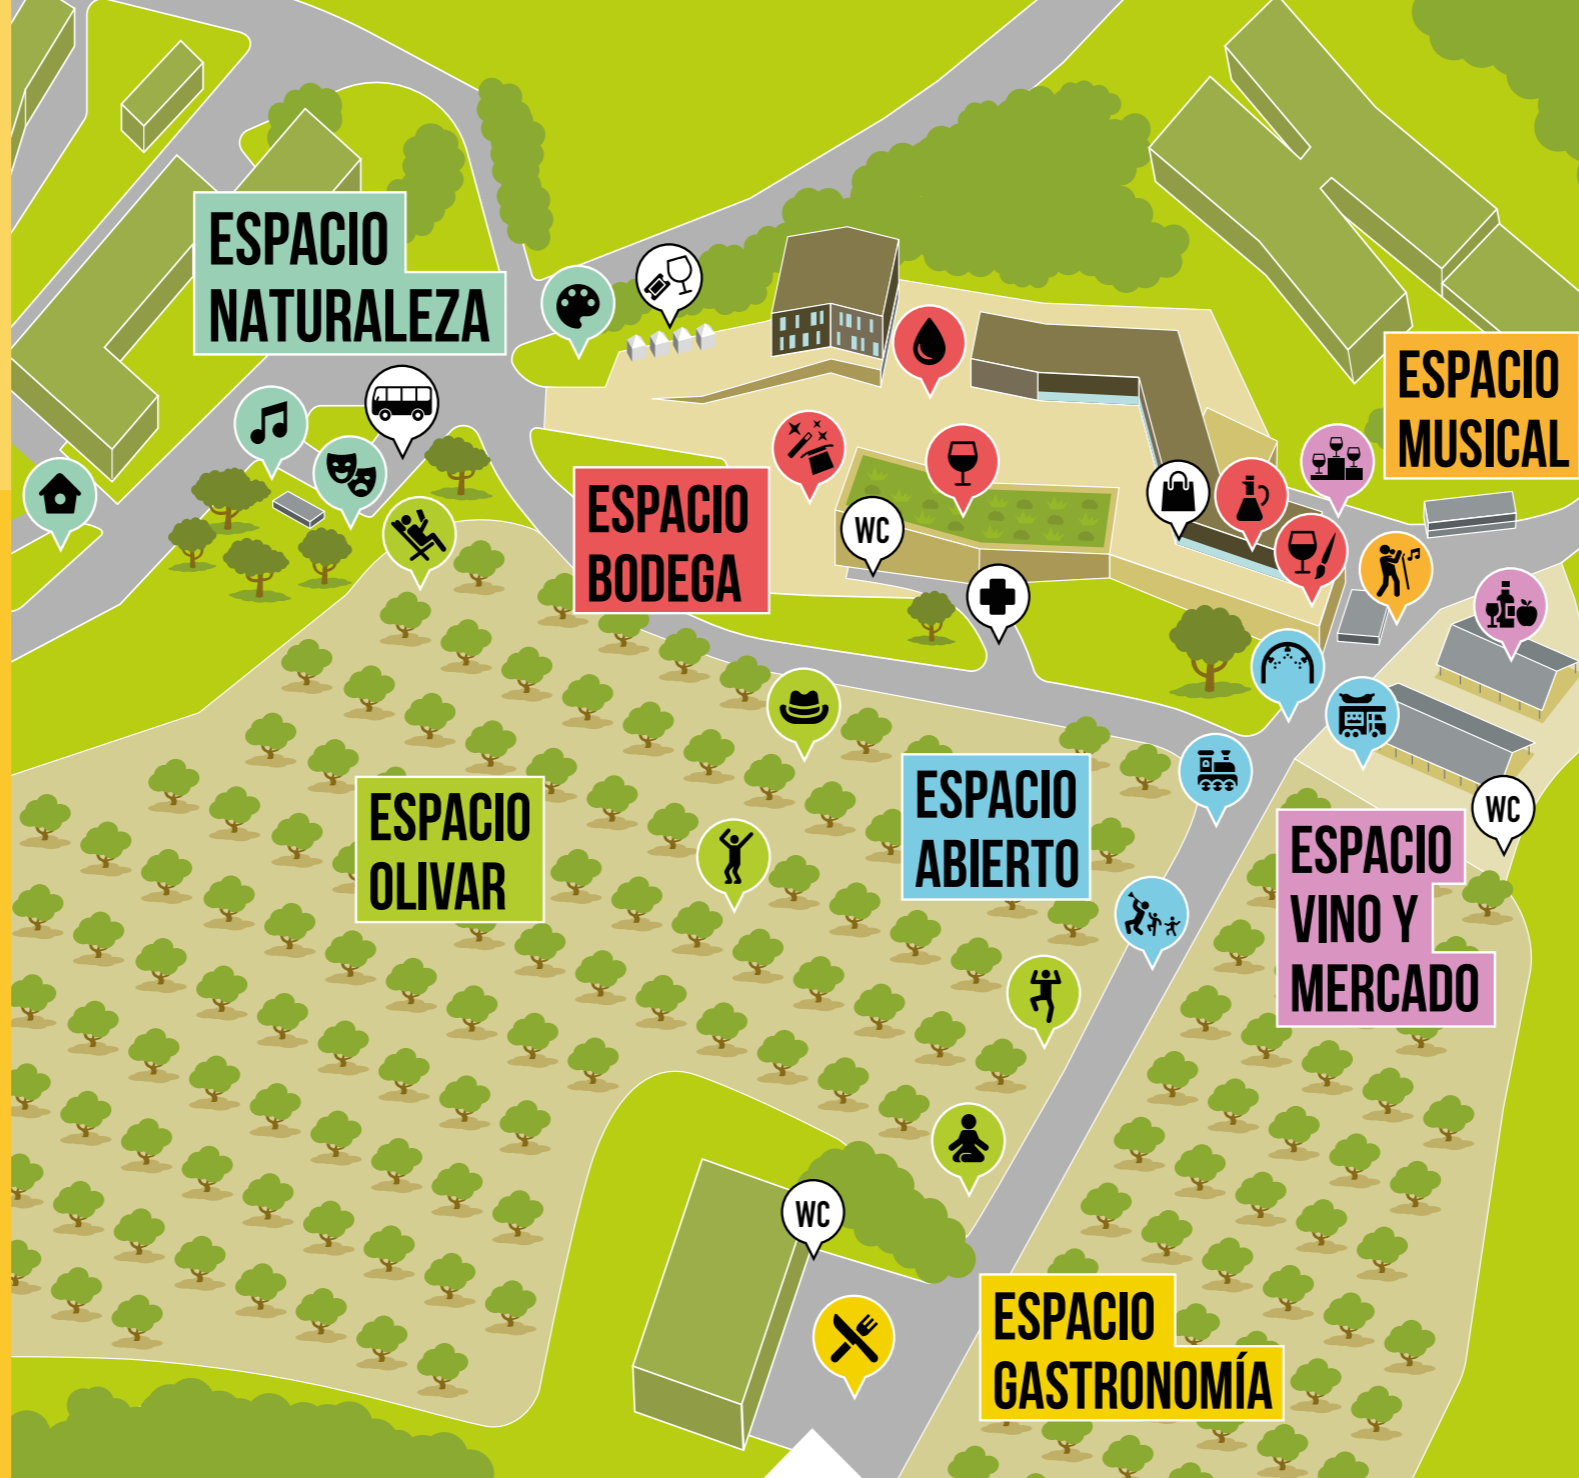 ESPACIO
NATURALEZA
ESPACIO
MUSICAL
ESPACIO
BODEGA
WC
ESPACIO
OLIVAR
ESPACIO
ABIERTO
WC
ESPACIO
VINO Y
MERCADO
WC
ESPACIO
GASTRONOMÍA